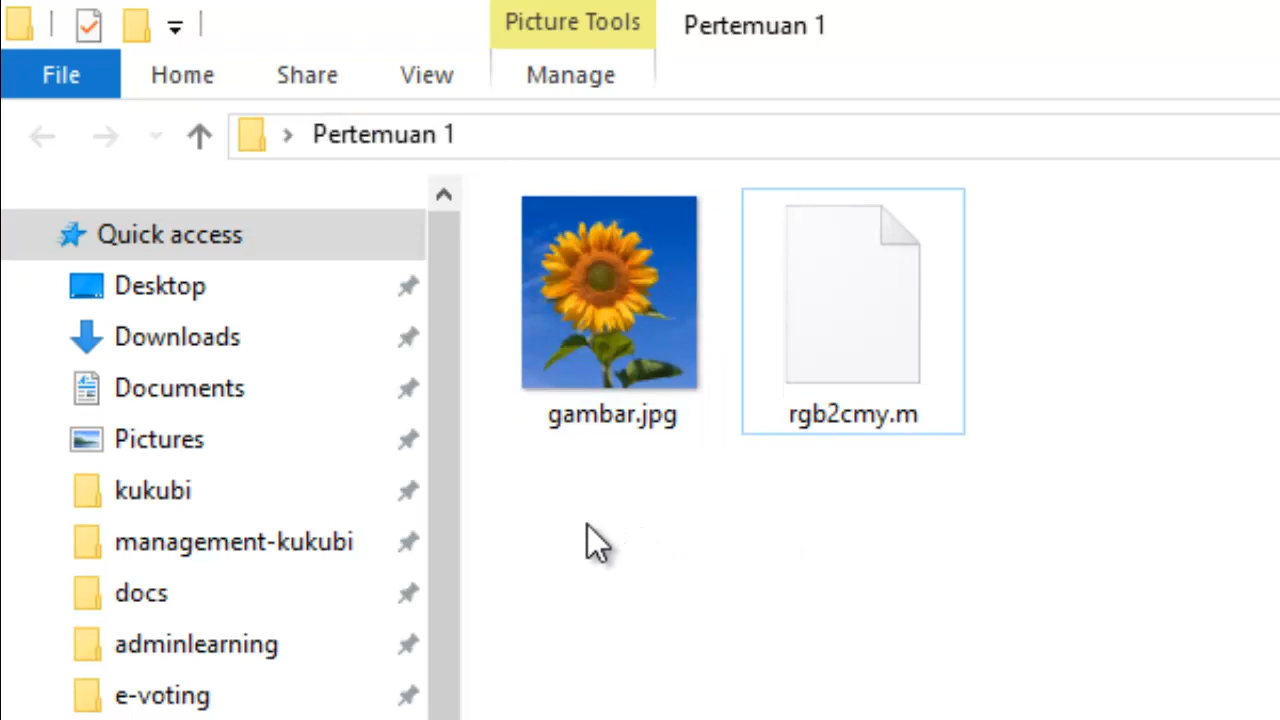 Picture Tools
Pertemuan 1
File
Home
Share
View
Manage
Pertemuan 1
Quick access
Desktop
Downloads
Documents
Pictures
kukubi
management-kukubi
docs
adminlearning
e-voting
gambar.jpg
rgb2cmy.m